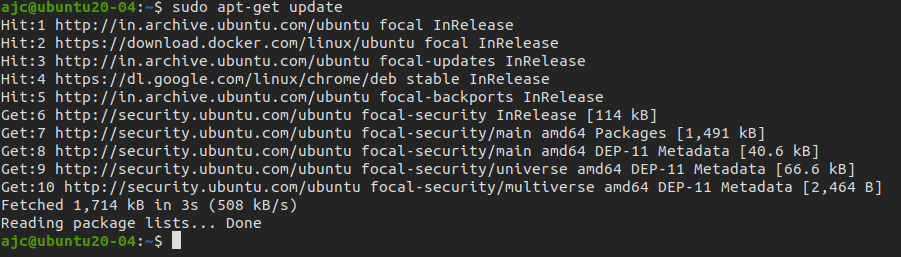 ajc@ubuntu20-04:~$ sudo apt-get update
Hit:1 http://in.archive.ubuntu.com/ubuntu focal InRelease
Hit:2 https://download.docker.com/linux/ubuntu focal InRelease
Hit:3 http://in.archive.ubuntu.com/ubuntu focal-updates InRelease
Hit:4 https://dl.google.com/linux/chrome/deb stable InRelease
Hit:5 http://in.archive.ubuntu.com/ubuntu focal-backports InRelease
Get:6 http://security.ubuntu.com/ubuntu focal-security InRelease [114 kB]
Get:7 http://security.ubuntu.com/ubuntu focal-security/main amd64 Packages [1,491 kB]
Get:8 http://security.ubuntu.com/ubuntu focal-security/main amd64 DEP-11 Metadata [40.6 kB]
Get:9 http://security.ubuntu.com/ubuntu focal-security/universe amd64 DEP-11 Metadata [66.6 kB]
Get:10 http://security.ubuntu.com/ubuntu focal-security/multiverse amd64 DEP-11 Metadata [2,464 B]
Fetched 1,714 kB in 3s (508 kB/s)
Reading package lists... Done
ajc@ubuntu20-04:~$